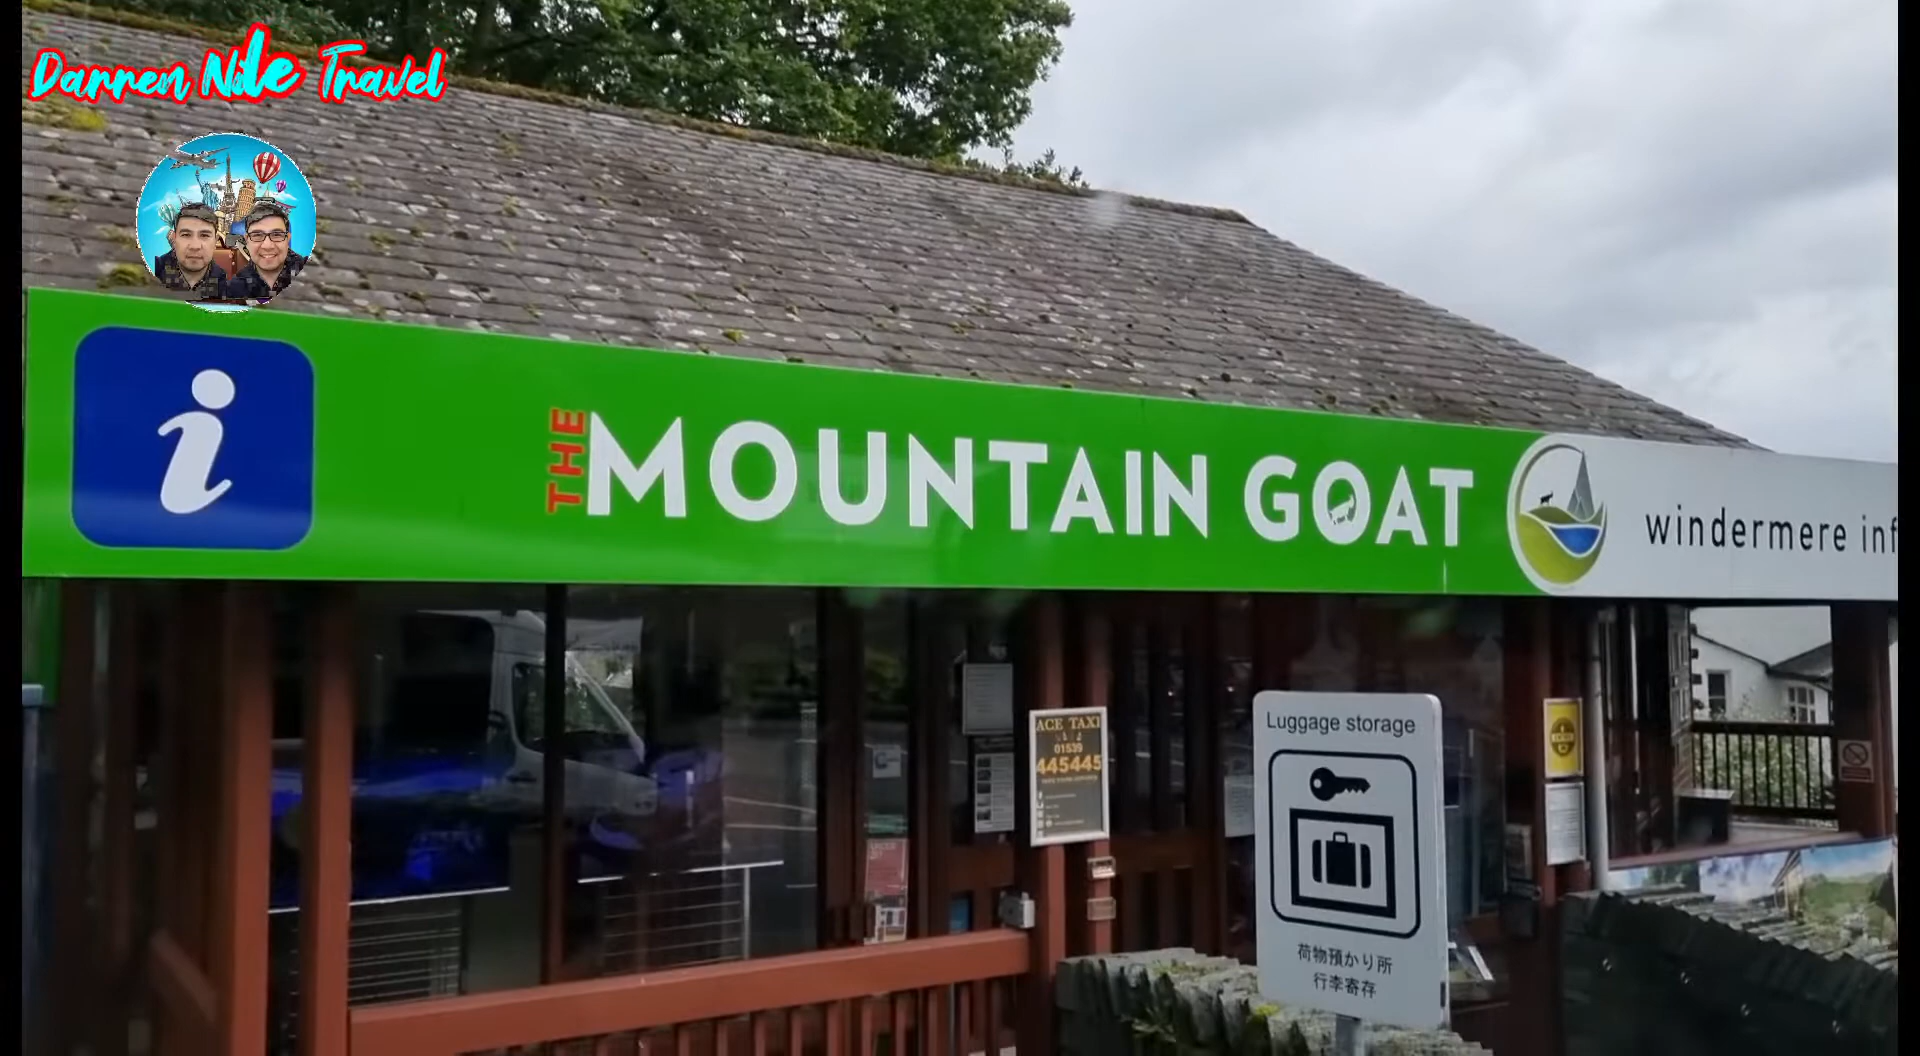 Darren Nile Travel
i
THE MOUNTAIN GOAT
windermere inf
ACE TAXI
01539
445445
Luggage storage
荷物預かり所
行李寄存